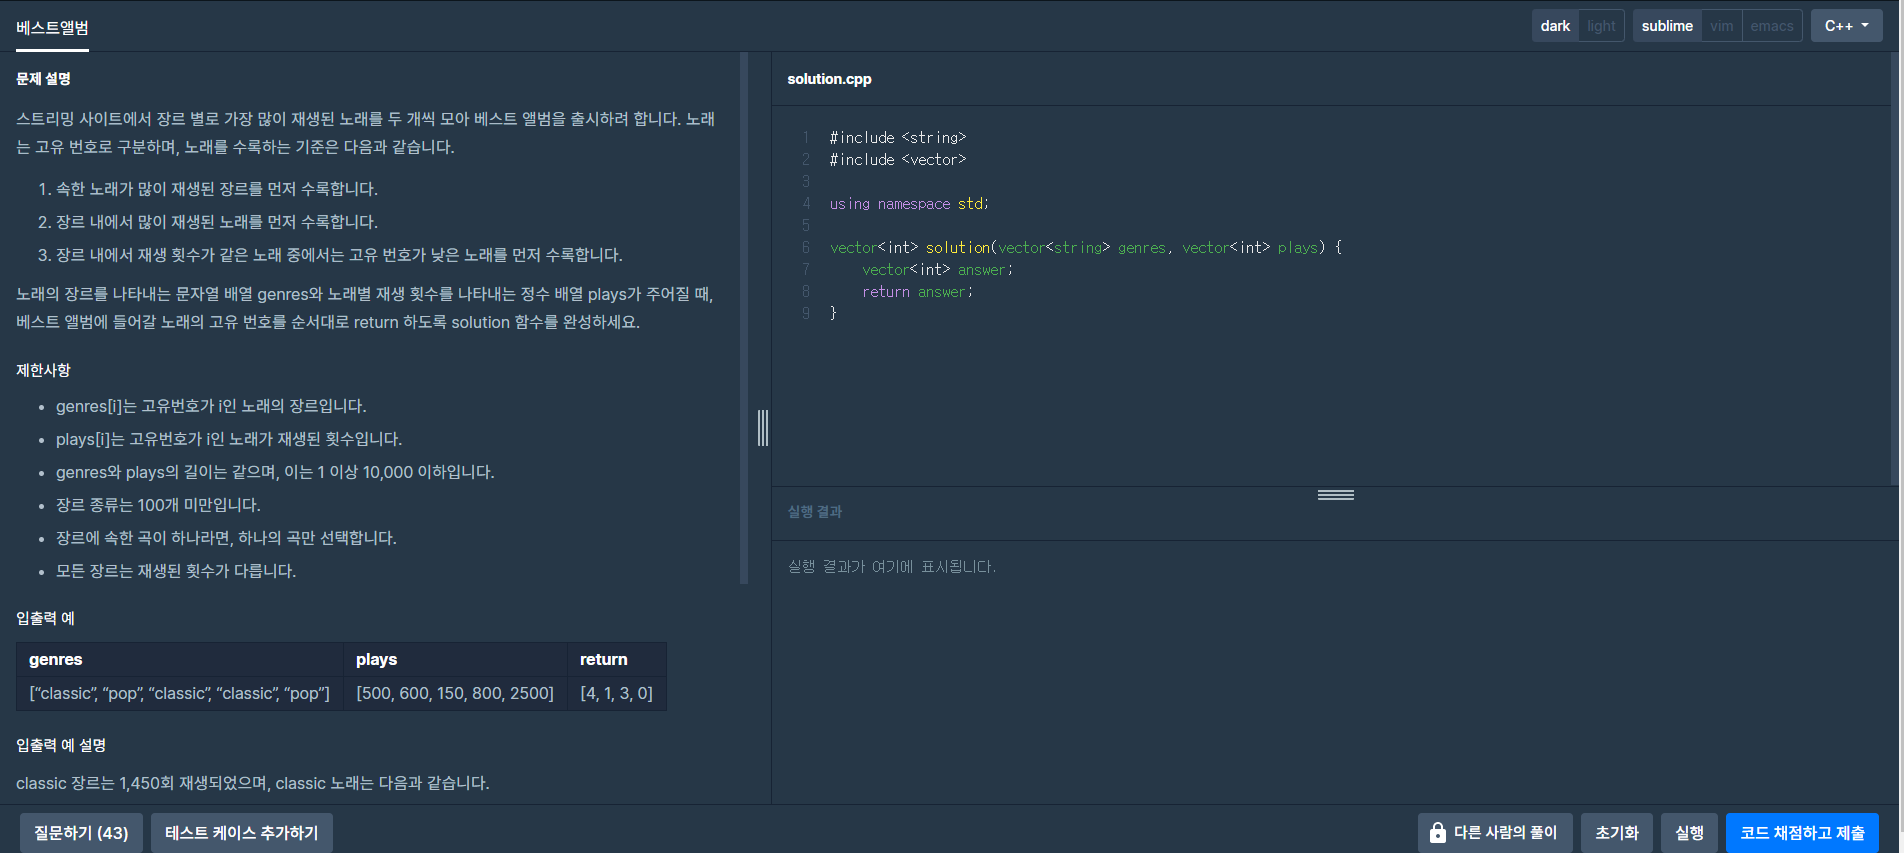 베스트앨범
dark light sublime vim emacs C++
문제 설명
스트리밍 사이트에서 장르 별로 가장 많이 재생된 노래를 두 개씩 모아 베스트 앨범을 출시하려 합니다. 노래
는 고유 번호로 구분하며, 노래를 수록하는 기준은 다음과 같습니다.
1. 속한 노래가 많이 재생된 장르를 먼저 수록합니다.
2. 장르 내에서 많이 재생된 노래를 먼저 수록합니다.
3. 장르 내에서 재생 횟수가 같은 노래 중에서는 고유 번호가 낮은 노래를 먼저 수록합니다.
노래의 장르를 나타내는 문자열 배열 genres와 노래별 재생 횟수를 나타내는 정수 배열 plays가 주어질 때,
베스트 앨범에 들어갈 노래의 고유 번호를 순서대로 return 하도록 solution 함수를 완성하세요.
제한사항
• genres[i]는 고유번호가 i인 노래의 장르입니다.
• plays[i]는 고유번호가 i인 노래가 재생된 횟수입니다.
• genres와 plays의 길이는 같으며, 이는 1 이상 10,000 이하입니다.
• 장르 종류는 100개 미만입니다.
• 장르에 속한 곡이 하나라면, 하나의 곡만 선택합니다.
• 모든 장르는 재생된 횟수가 다릅니다.
입출력 예
genres plays return
[“classic”, “pop”, “classic”, “classic”, “pop”] [500, 600, 150, 800, 2500] [4, 1, 3, 0]
입출력 예 설명
classic 장르는 1,450회 재생되었으며, classic 노래는 다음과 같습니다.
solution.cpp
1 #include <string>
2 #include <vector>
3
4 using namespace std;
5
6 vector<int> solution(vector<string> genres, vector<int> plays) {
7 vector<int> answer;
8 return answer;
9 }
실행 결과
실행 결과가 여기에 표시됩니다.
질문하기 (43) 테스트 케이스 추가하기 다른 사람의 풀이 초기화 실행 코드 채점하고 제출